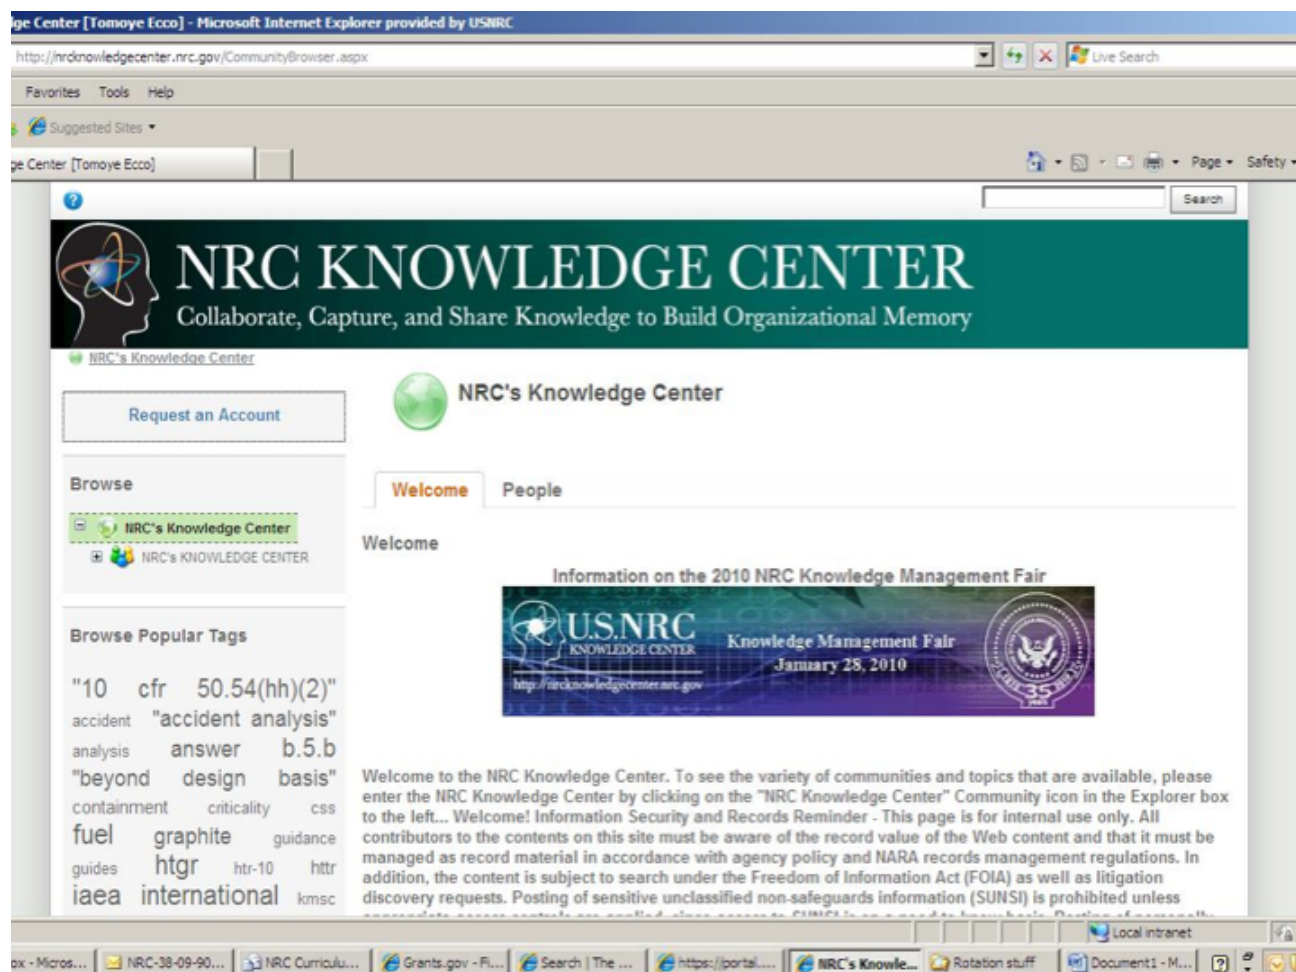 ge Center [Tomoye Ecco] - Microsoft Internet Explorer provided by USNRC
http://nrcknowledgecenter.nrc.gov/CommunityBrowser.aspx
Live Search
Favorites Tools Help
Suggested Sites
ge Center [Tomoye Ecco]
Page Safety
Search
NRC KNOWLEDGE CENTER
Collaborate, Capture, and Share Knowledge to Build Organizational Memory
NRC's Knowledge Center
NRC's Knowledge Center
Request an Account
Browse
NRC's Knowledge Center
NRC's KNOWLEDGE CENTER
Browse Popular Tags
"10 cfr 50.54(hh)(2)"
accident "accident analysis"
analysis answer b.5.b
"beyond design basis"
containment criticality css
fuel graphite guidance
guides htgr htr-10 httr
iaea international kmsc
Welcome People
Welcome
Information on the 2010 NRC Knowledge Management Fair
U.S.NRC
KNOWLEDGE CENTER
http://nrcknowledgecenter.nrc.gov
Knowledge Management Fair
January 28, 2010
35
YEARS
Welcome to the NRC Knowledge Center. To see the variety of communities and topics that are available, please
enter the NRC Knowledge Center by clicking on the "NRC Knowledge Center" Community icon in the Explorer box
to the left... Welcome! Information Security and Records Reminder - This page is for internal use only. All
contributors to the contents on this site must be aware of the record value of the Web content and that it must be
managed as record material in accordance with agency policy and NARA records management regulations. In
addition, the content is subject to search under the Freedom of Information Act (FOIA) as well as litigation
discovery requests. Posting of sensitive unclassified non-safeguards information (SUNSI) is prohibited unless
Local intranet
ox - Micros... NRC-38-09-90... NRC Curriculu... Grants.gov - Fi... Search | The ... https://portal.... NRC's Knowle... Rotation stuff Document1 - M...